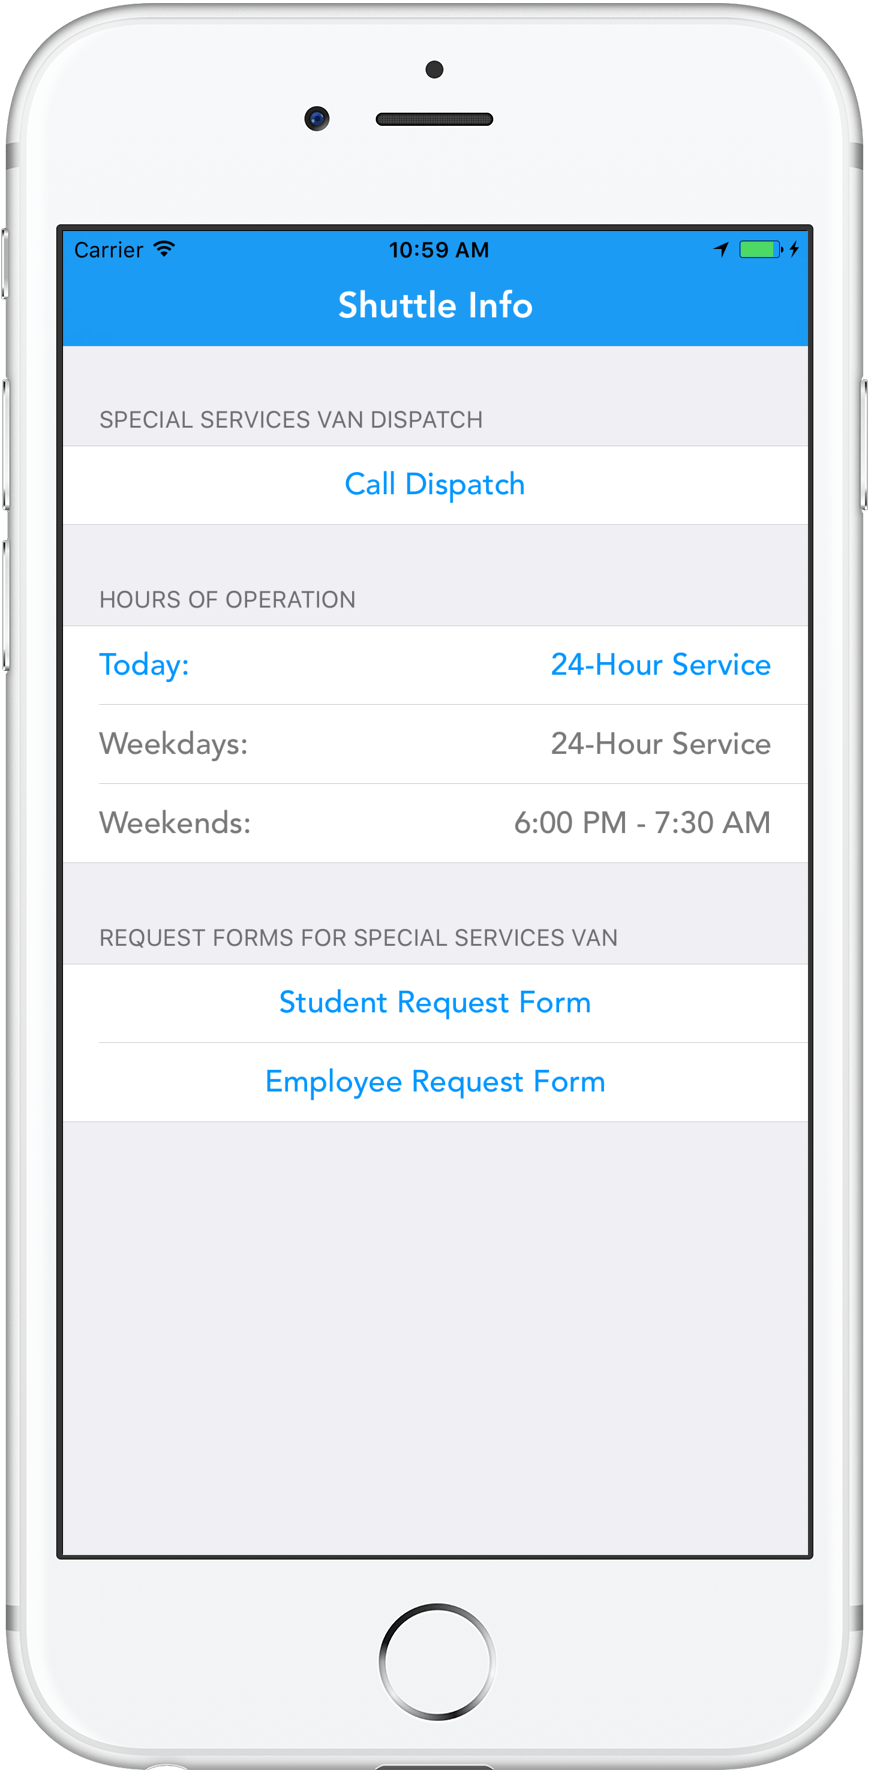 Carrier 10:59 AM
Shuttle Info
SPECIAL SERVICES VAN DISPATCH
Call Dispatch
HOURS OF OPERATION
Today: 24-Hour Service
Weekdays: 24-Hour Service
Weekends: 6:00 PM - 7:30 AM
REQUEST FORMS FOR SPECIAL SERVICES VAN
Student Request Form
Employee Request Form